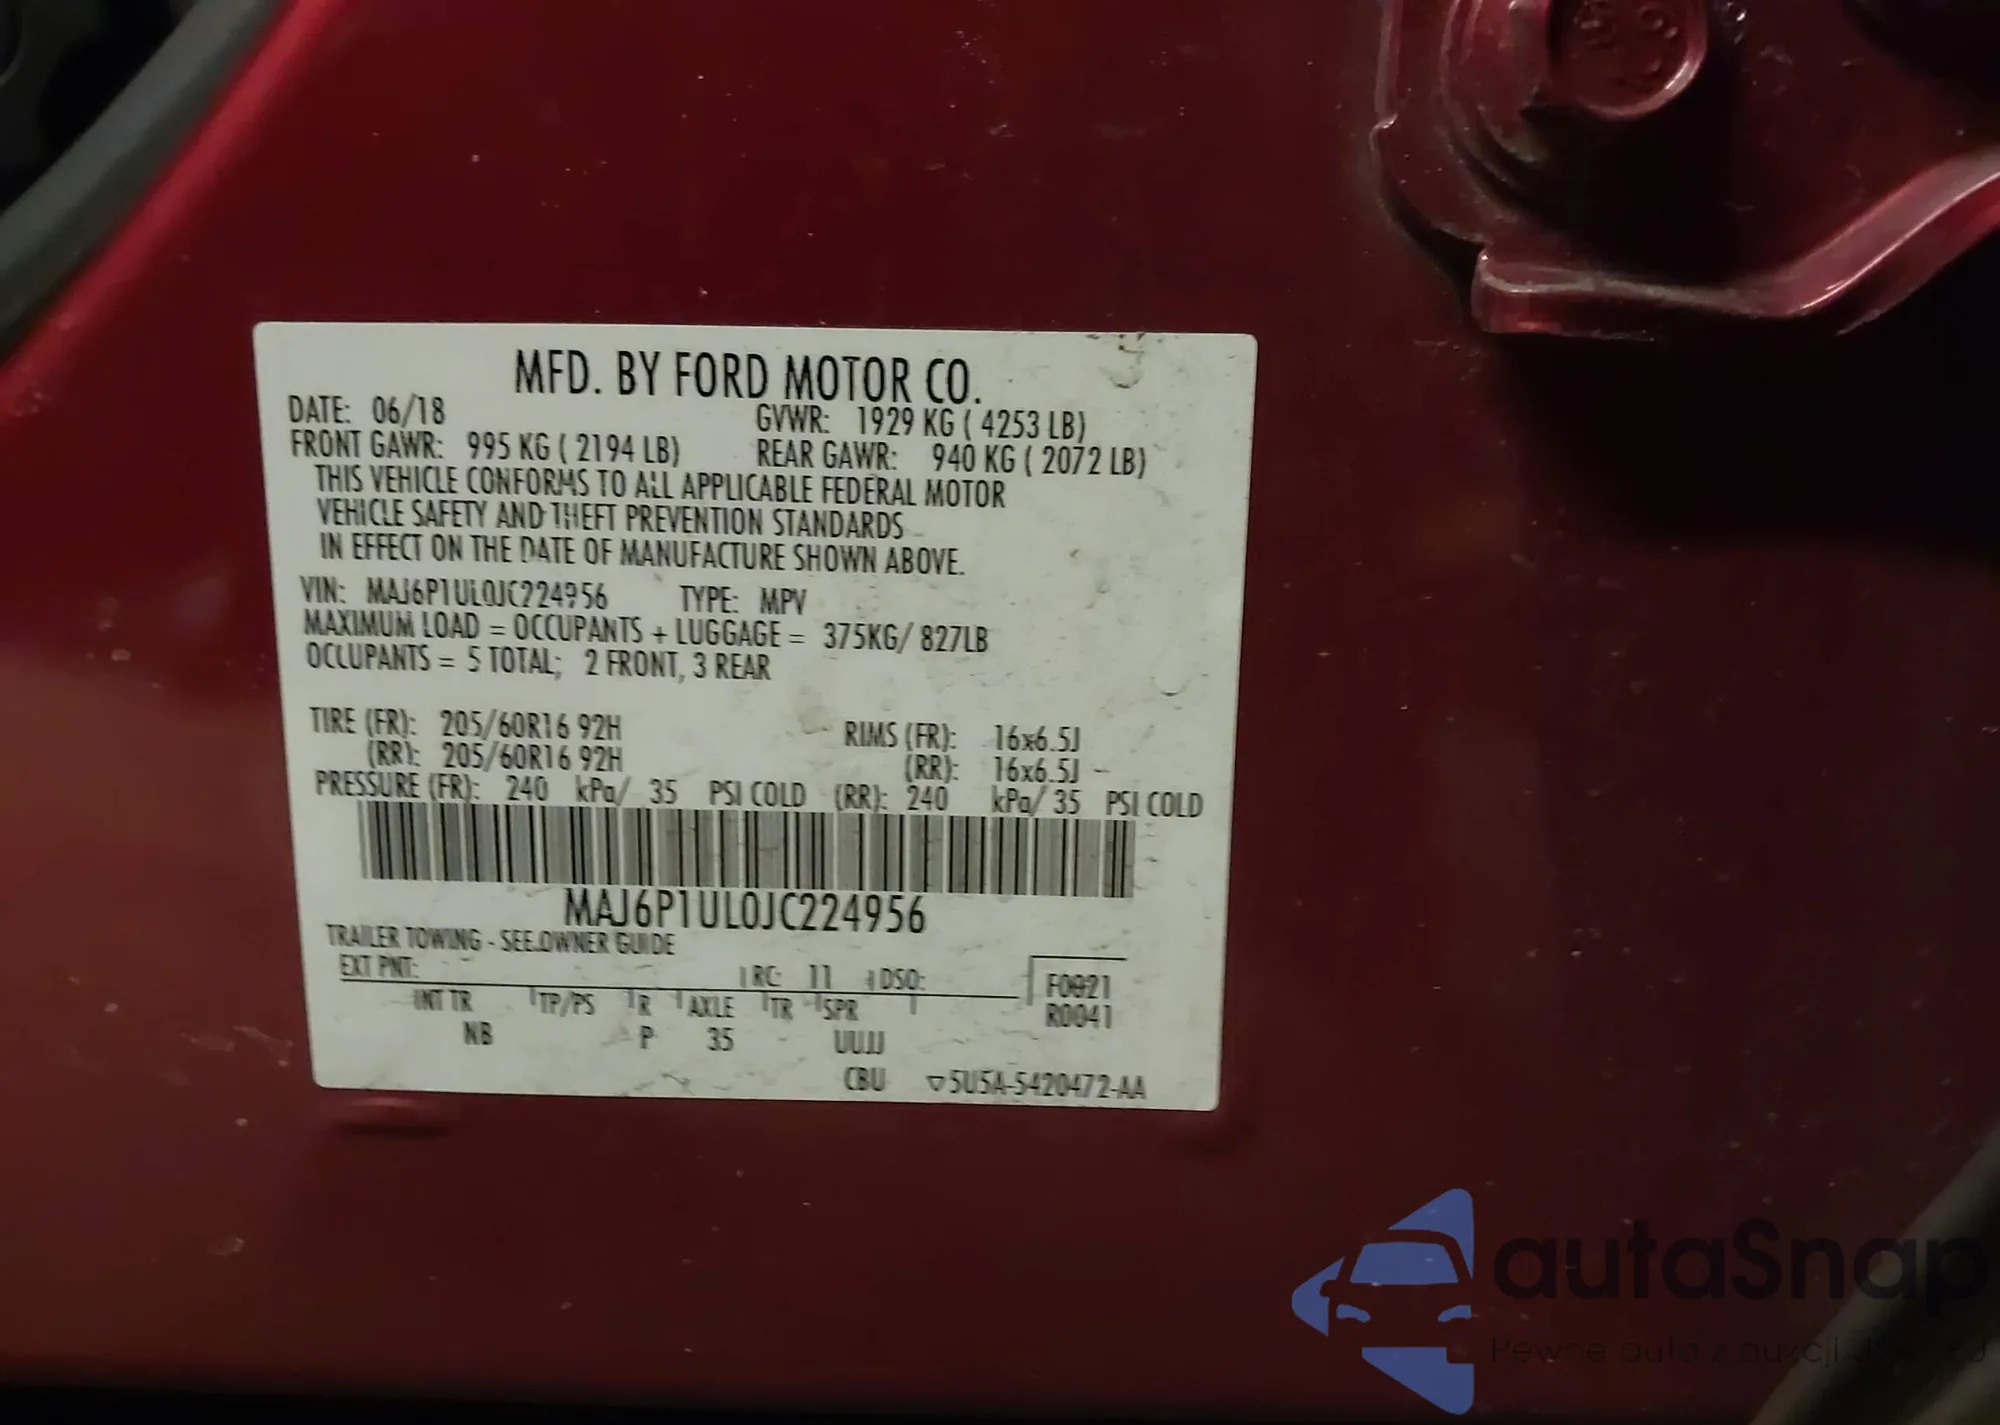 MFD. BY FORD MOTOR CO.
DATE: 06/18 GVWR: 1929 KG ( 4253 LB)
FRONT GAWR: 995 KG ( 2194 LB) REAR GAWR: 940 KG ( 2072 LB)
THIS VEHICLE CONFORMS TO ALL APPLICABLE FEDERAL MOTOR
VEHICLE SAFETY AND THEFT PREVENTION STANDARDS
IN EFFECT ON THE DATE OF MANUFACTURE SHOWN ABOVE.
VIN: MAJ6P1UL0JC224956 TYPE: MPV
MAXIMUM LOAD = OCCUPANTS + LUGGAGE = 375KG/ 827LB
OCCUPANTS = 5 TOTAL; 2 FRONT, 3 REAR
TIRE (FR): 205/60R16 92H RIMS (FR): 16x6.5J
(RR): 205/60R16 92H (RR): 16x6.5J
PRESSURE (FR): 240 kPa/ 35 PSI COLD (RR): 240 kPa/ 35 PSI COLD
MAJ6P1UL0JC224956
TRAILER TOWING - SEE OWNER GUIDE
EXT PNT: RC: 11 DSO: F0921
INT TR TP/PS R AXLE TR SPR R0041
NB P 35 UUJJ
CBU 5U5A-5420472-AA
autaSnap
Pewne auto z aukcji